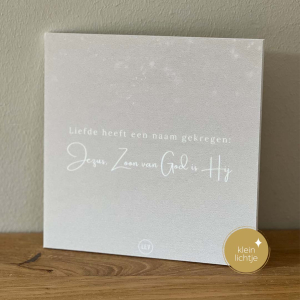 Liefde heeft een naam gekregen:
Jezus, Zoon van God is Hij
klein
lichtje